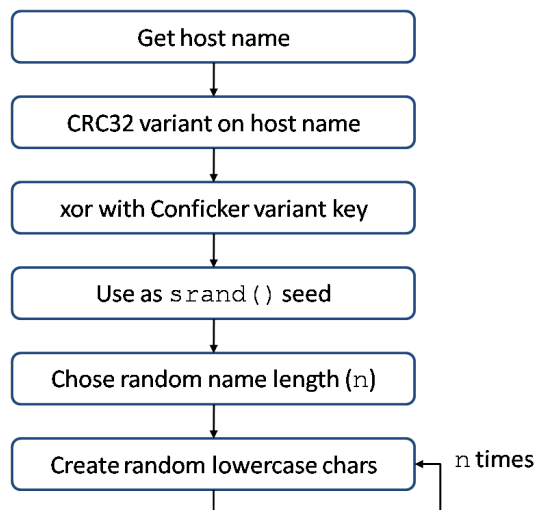 Get host name
CRC32 variant on host name
xor with Conficker variant key
Use as srand() seed
Chose random name length (n)
Create random lowercase chars
n times